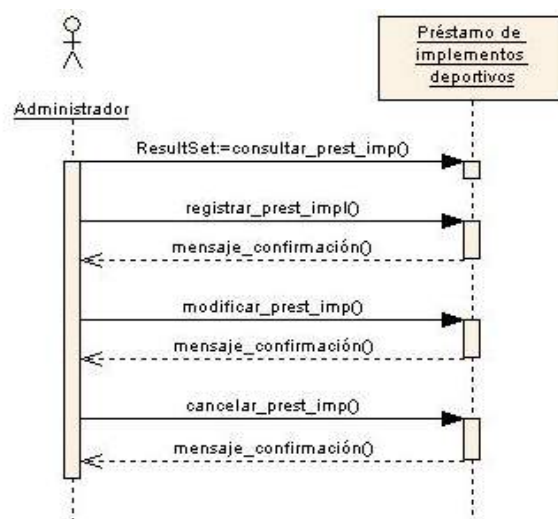 Préstamo de
implementos
deportivos
Administrador
ResultSet:=consultar_prest_imp()
registrar_prest_impl()
mensaje_confirmación()
modificar_prest_imp()
mensaje_confirmación()
cancelar_prest_imp()
mensaje_confirmación()